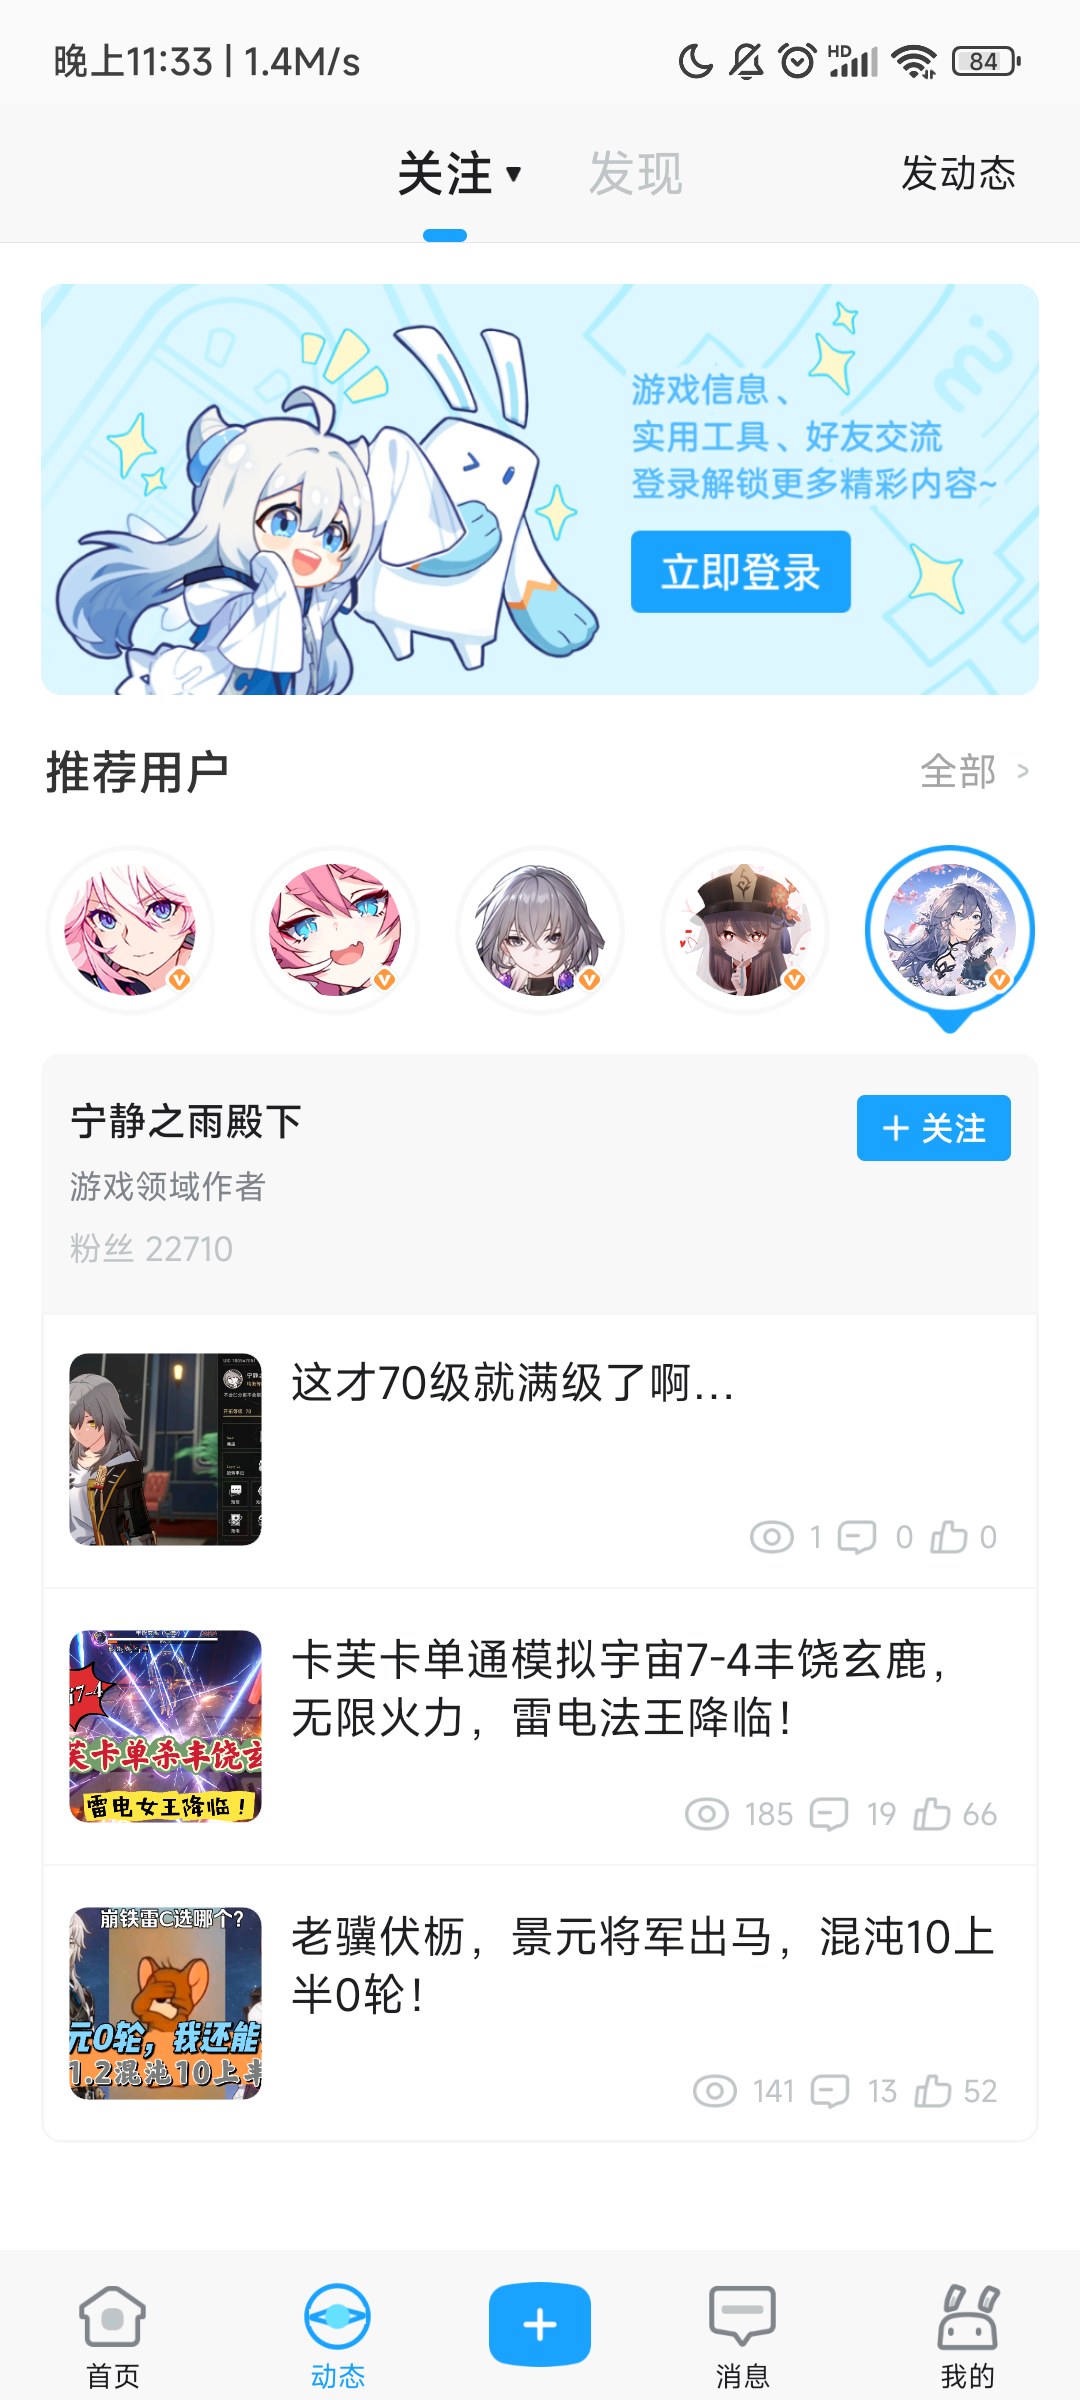 晚上11:33 | 1.4M/s
HD
84
关注
发现
发动态
游戏信息、
实用工具、好友交流
登录解锁更多精彩内容~
立即登录
推荐用户
全部 >
宁静之雨殿下
+ 关注
游戏领域作者
粉丝 22710
这才70级就满级了啊...
1 0 0
7-4
芙卡单杀丰饶玄
雷电女王降临！
卡芙卡单通模拟宇宙7-4丰饶玄鹿，
无限火力，雷电法王降临！
185 19 66
崩铁雷C选哪个?
元0轮，我还能
1.2混沌10上半
老骥伏枥，景元将军出马，混沌10上
半0轮！
141 13 52
首页
动态
消息
我的